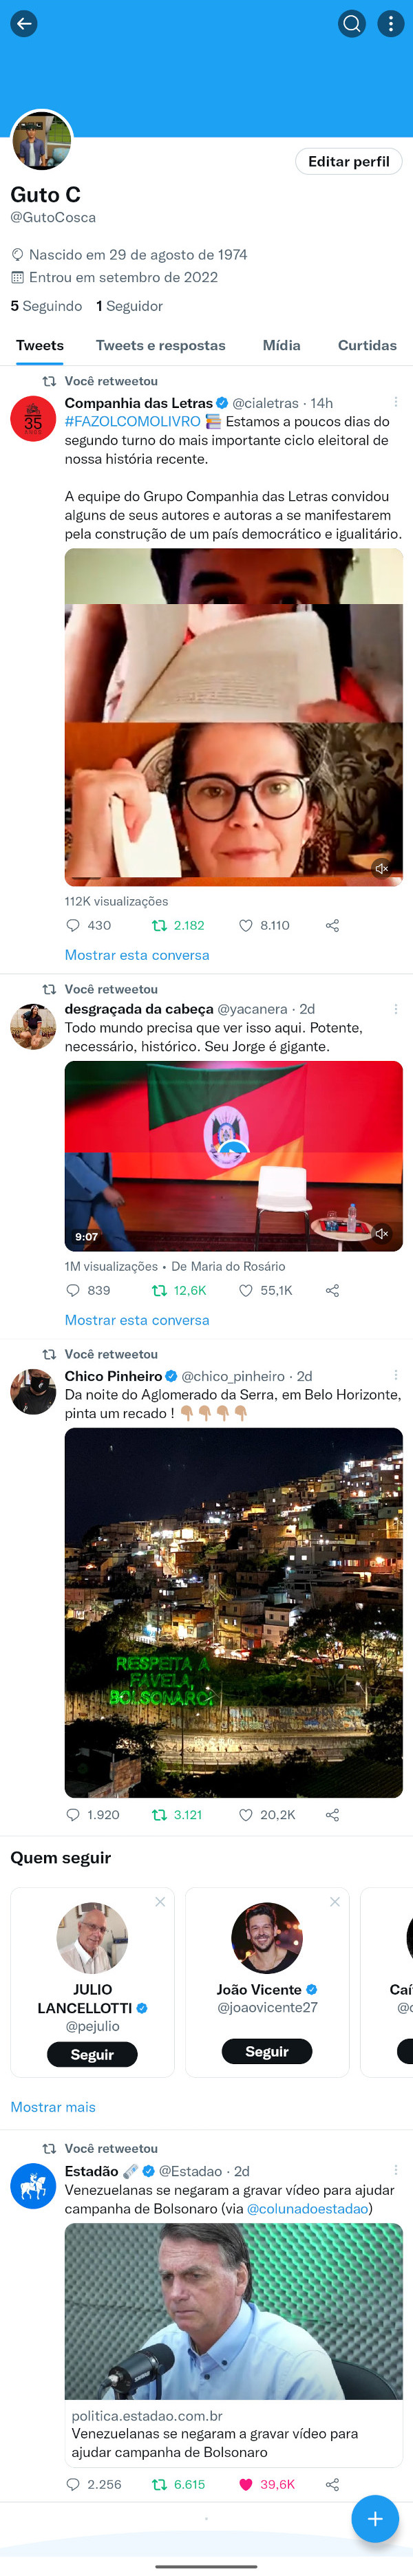 Editar perfil
Guto C
@GutoCosca
Nascido em 29 de agosto de 1974
Entrou em setembro de 2022
5 Seguindo 1 Seguidor
Tweets Tweets e respostas Mídia Curtidas
Você retweetou
Companhia das Letras @cialetras · 14h
#FAZOLCOMOLIVRO 📚 Estamos a poucos dias do
segundo turno do mais importante ciclo eleitoral de
nossa história recente.
A equipe do Grupo Companhia das Letras convidou
alguns de seus autores e autoras a se manifestarem
pela construção de um país democrático e igualitário.
35
112K visualizações
430 2.182 8.110
Mostrar esta conversa
Você retweetou
desgraçada da cabeça @yacanera · 2d
Todo mundo precisa que ver isso aqui. Potente,
necessário, histórico. Seu Jorge é gigante.
9:07
1M visualizações • De Maria do Rosário
839 12,6K 55,1K
Mostrar esta conversa
Você retweetou
Chico Pinheiro @chico_pinheiro · 2d
Da noite do Aglomerado da Serra, em Belo Horizonte,
pinta um recado ! 👇🏽👇🏽👇🏽👇🏽
RESPEITA A
FAVELA,
BOLSONARO!
1.920 3.121 20,2K
Quem seguir
JULIO
LANCELLOTTI
@pejulio
Seguir
João Vicente
@joaovicente27
Seguir
Caí
Mostrar mais
Você retweetou
Estadão 🗞️ @Estadao · 2d
Venezuelanas se negaram a gravar vídeo para ajudar
campanha de Bolsonaro (via @colunadoestadao)
politica.estadao.com.br
Venezuelanas se negaram a gravar vídeo para
ajudar campanha de Bolsonaro
2.256 6.615 39,6K